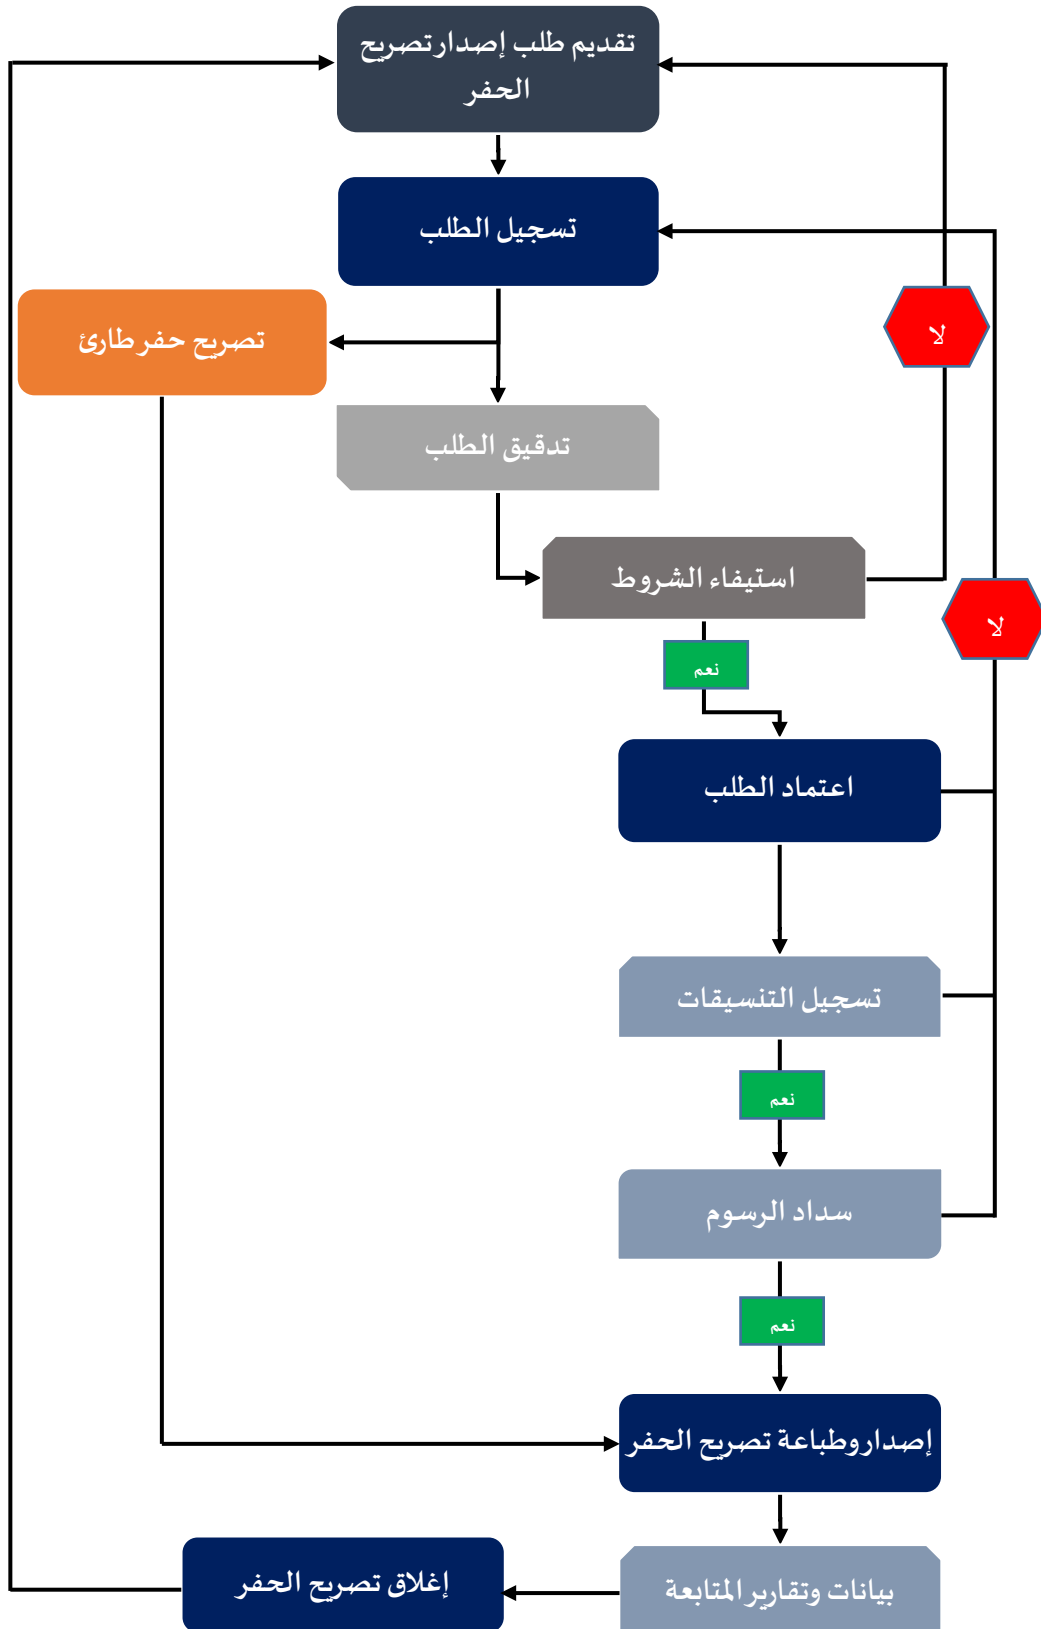 تقديم طلب إصدار تصريح
الحفر
تسجيل الطلب
تصريح حفر طارئ
لا
تدقيق الطلب
استيفاء الشروط
لا
نعم
اعتماد الطلب
تسجيل التنسيقات
نعم
سداد الرسوم
نعم
إصدار وطباعة تصريح الحفر
بيانات وتقارير المتابعة
إغلاق تصريح الحفر